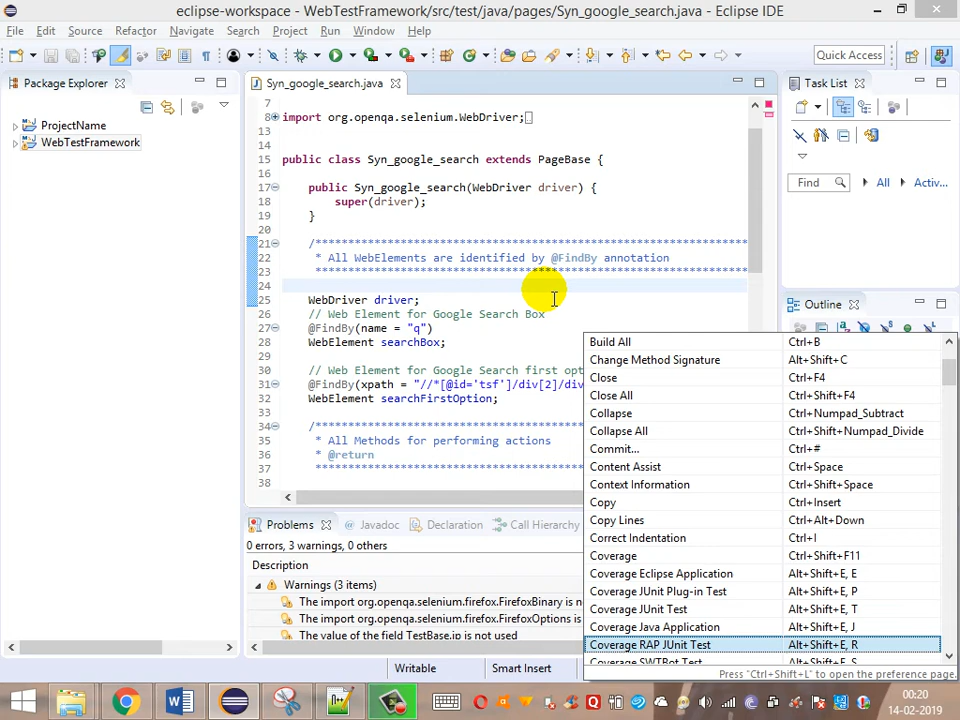 eclipse-workspace - WebTestFramework/src/test/java/pages/Syn_google_search.java - Eclipse IDE
File Edit Source Refactor Navigate Search Project Run Window Help
Quick Access
Package Explorer
ProjectName
WebTestFramework
Syn_google_search.java
7
8 import org.openqa.selenium.WebDriver;
13
14
15 public class Syn_google_search extends PageBase {
16
17 public Syn_google_search(WebDriver driver) {
18 super(driver);
19 }
20
21 /*****************************************************************
22 * All WebElements are identified by @FindBy annotation
23 *****************************************************************
24
25 WebDriver driver;
26 // Web Element for Google Search Box
27 @FindBy(name = "q")
28 WebElement searchBox;
29
30 // Web Element for Google Search first opt
31 @FindBy(xpath = "//*[@id='tsf']/div[2]/div
32 WebElement searchFirstOption;
33
34 /****************************************
35 * All Methods for performing actions
36 * @return
37 ****************************************
38
Task List
Find All Activ...
Outline
Build All Ctrl+B
Change Method Signature Alt+Shift+C
Close Ctrl+F4
Close All Ctrl+Shift+F4
Collapse Ctrl+Numpad_Subtract
Collapse All Ctrl+Shift+Numpad_Divide
Commit... Ctrl+#
Content Assist Ctrl+Space
Context Information Ctrl+Shift+Space
Copy Ctrl+Insert
Copy Lines Ctrl+Alt+Down
Correct Indentation Ctrl+I
Coverage Ctrl+Shift+F11
Coverage Eclipse Application Alt+Shift+E, E
Coverage JUnit Plug-in Test Alt+Shift+E, P
Coverage JUnit Test Alt+Shift+E, T
Coverage Java Application Alt+Shift+E, J
Coverage RAP JUnit Test Alt+Shift+E, R
Coverage SWTBot Test Alt+Shift+E, S
Press "Ctrl+Shift+L" to open the preference page.
Problems Javadoc Declaration Call Hierarchy
0 errors, 3 warnings, 0 others
Description
Warnings (3 items)
The import org.openqa.selenium.firefox.FirefoxBinary is n
The import org.openqa.selenium.firefox.FirefoxOptions is
The value of the field TestBase.ip is not used
Writable Smart Insert
00:20
14-02-2019